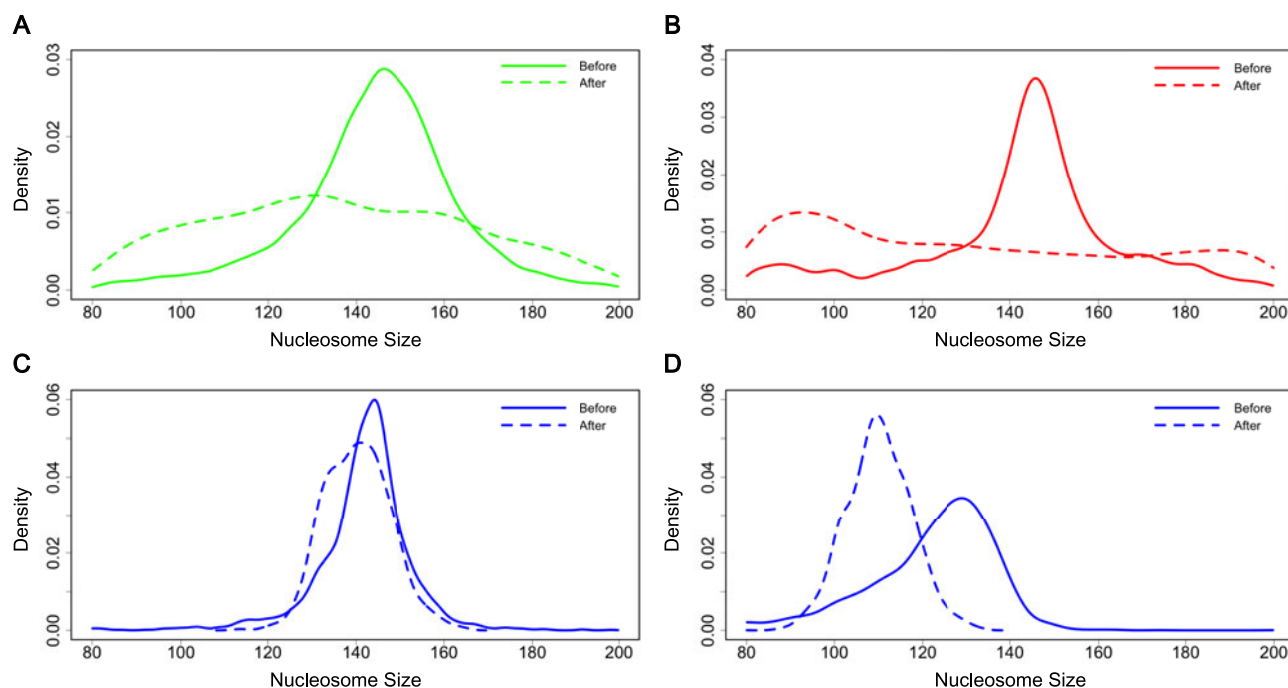 A
Density
0.00 0.01 0.02 0.03
80 100 120 140 160 180 200
Nucleosome Size
Before
After
B
Density
0.00 0.01 0.02 0.03 0.04
80 100 120 140 160 180 200
Nucleosome Size
Before
After
C
Density
0.00 0.02 0.04 0.06
80 100 120 140 160 180 200
Nucleosome Size
Before
After
D
Density
0.00 0.02 0.04 0.06
80 100 120 140 160 180 200
Nucleosome Size
Before
After